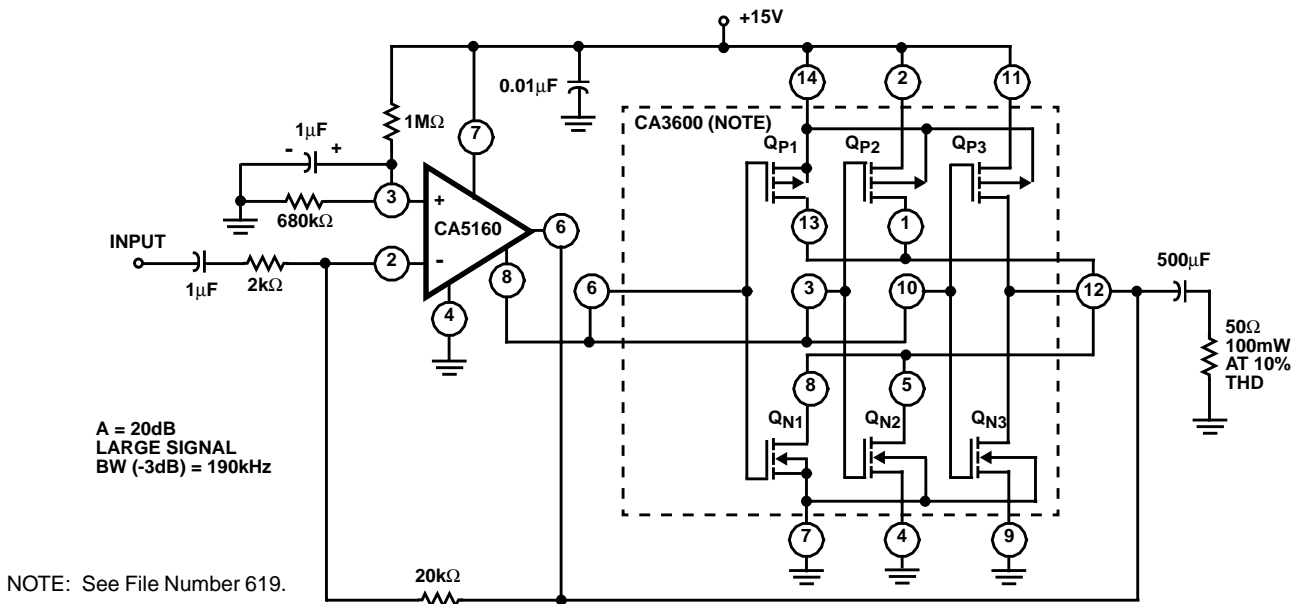 +15V
14
2
11
0.01μF
1MΩ
CA3600 (NOTE)
1μF
- +
7
QP1
QP2
QP3
3
+
680kΩ
CA5160
6
13
1
INPUT
500μF
2
-
8
6
3
10
12
1μF
2kΩ
4
50Ω
100mW
AT 10%
THD
8
5
QN1
QN2
QN3
A = 20dB
LARGE SIGNAL
BW (-3dB) = 190kHz
7
4
9
20kΩ
NOTE: See File Number 619.